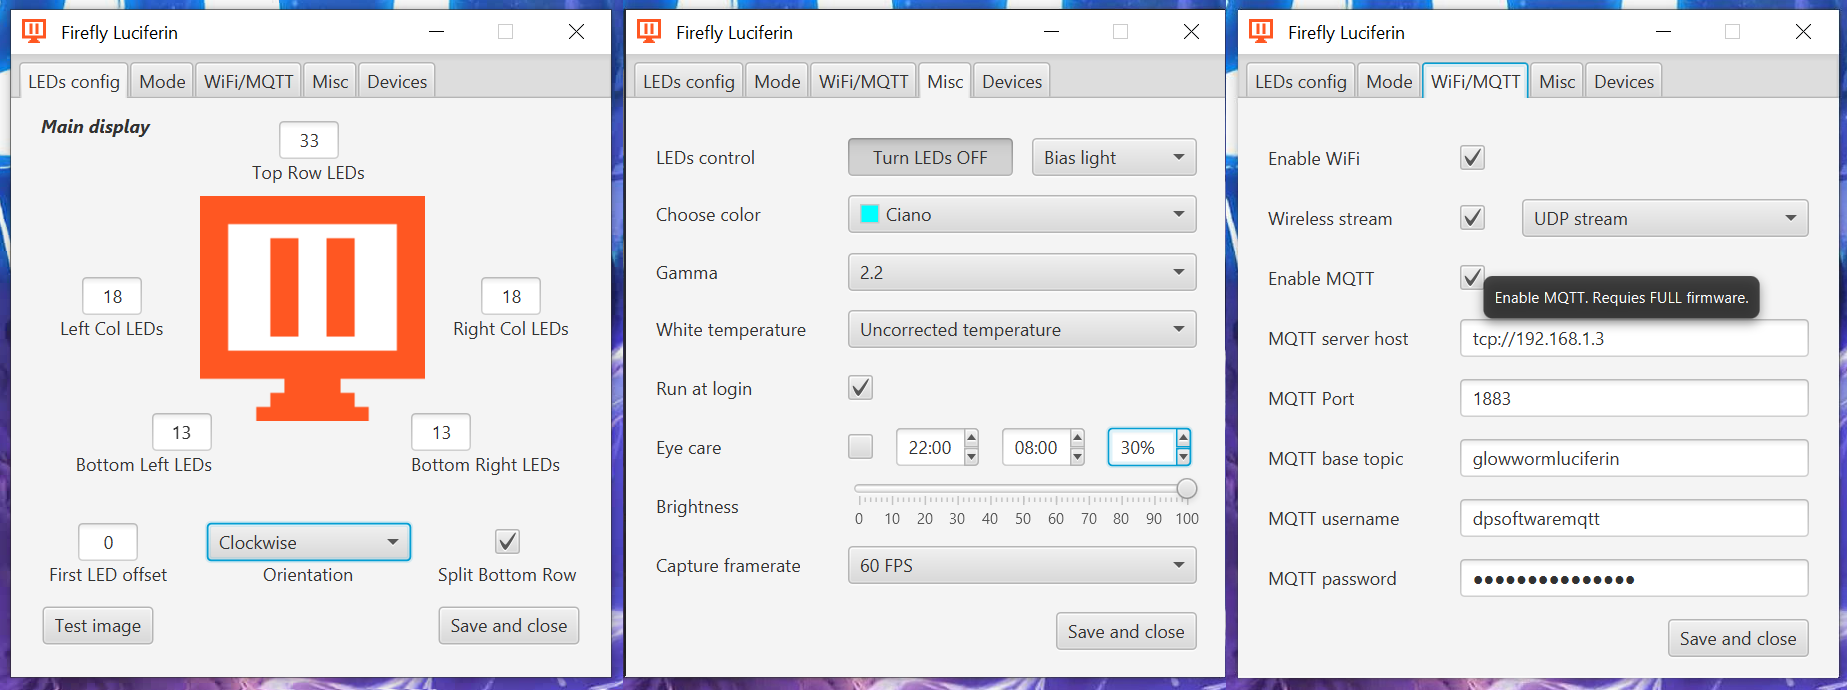 Firefly Luciferin
LEDs config Mode WiFi/MQTT Misc Devices
Main display
33
Top Row LEDs
18
Left Col LEDs
18
Right Col LEDs
13
Bottom Left LEDs
13
Bottom Right LEDs
0
First LED offset
Clockwise
Orientation
Split Bottom Row
Test image
Save and close
Firefly Luciferin
LEDs config Mode WiFi/MQTT Misc Devices
LEDs control Turn LEDs OFF Bias light
Choose color Ciano
Gamma 2.2
White temperature Uncorrected temperature
Run at login
Eye care 22:00 08:00 30%
Brightness
0 10 20 30 40 50 60 70 80 90 100
Capture framerate 60 FPS
Save and close
Firefly Luciferin
LEDs config Mode WiFi/MQTT Misc Devices
Enable WiFi
Wireless stream UDP stream
Enable MQTT
Enable MQTT. Requies FULL firmware.
MQTT server host tcp://192.168.1.3
MQTT Port 1883
MQTT base topic glowwormluciferin
MQTT username dpsoftwaremqtt
MQTT password ●●●●●●●●●●●●●●●
Save and close